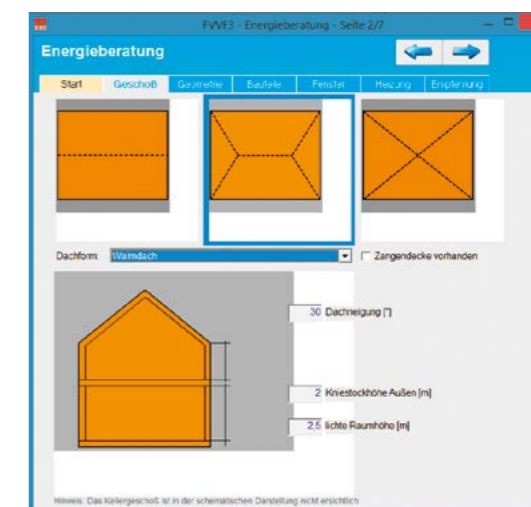 FVVF3 - Energieberatung - Seite 2/7
Energieberatung
Start Geschoß Geometrie Bauteile Fenster Heizung Empfehlung
Dachform: Walmdach Zangendecke vorhanden
30 Dachneigung [°]
2 Kniestockhöhe Außen [m]
2,5 lichte Raumhöhe [m]
Hinweis: Das Kellergeschoß ist in der schematischen Darstellung nicht ersichtlich